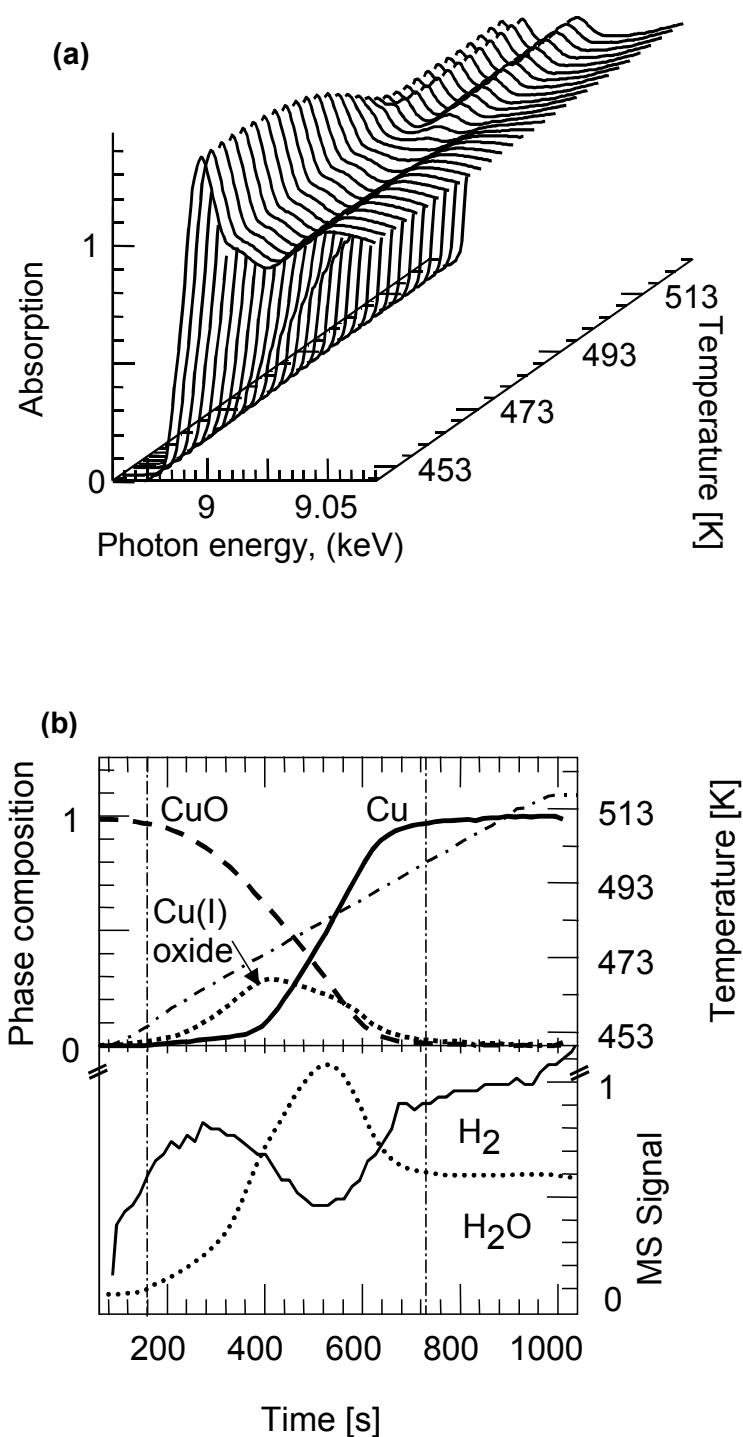 (a)
Absorption
1
0
9
9.05
Photon energy, (keV)
453
473
493
513
Temperature [K]
(b)
Phase composition
1
0
CuO
Cu
Cu(I)
oxide
513
493
473
453
Temperature [K]
H2
H2O
1
0
MS Signal
200
400
600
800
1000
Time [s]